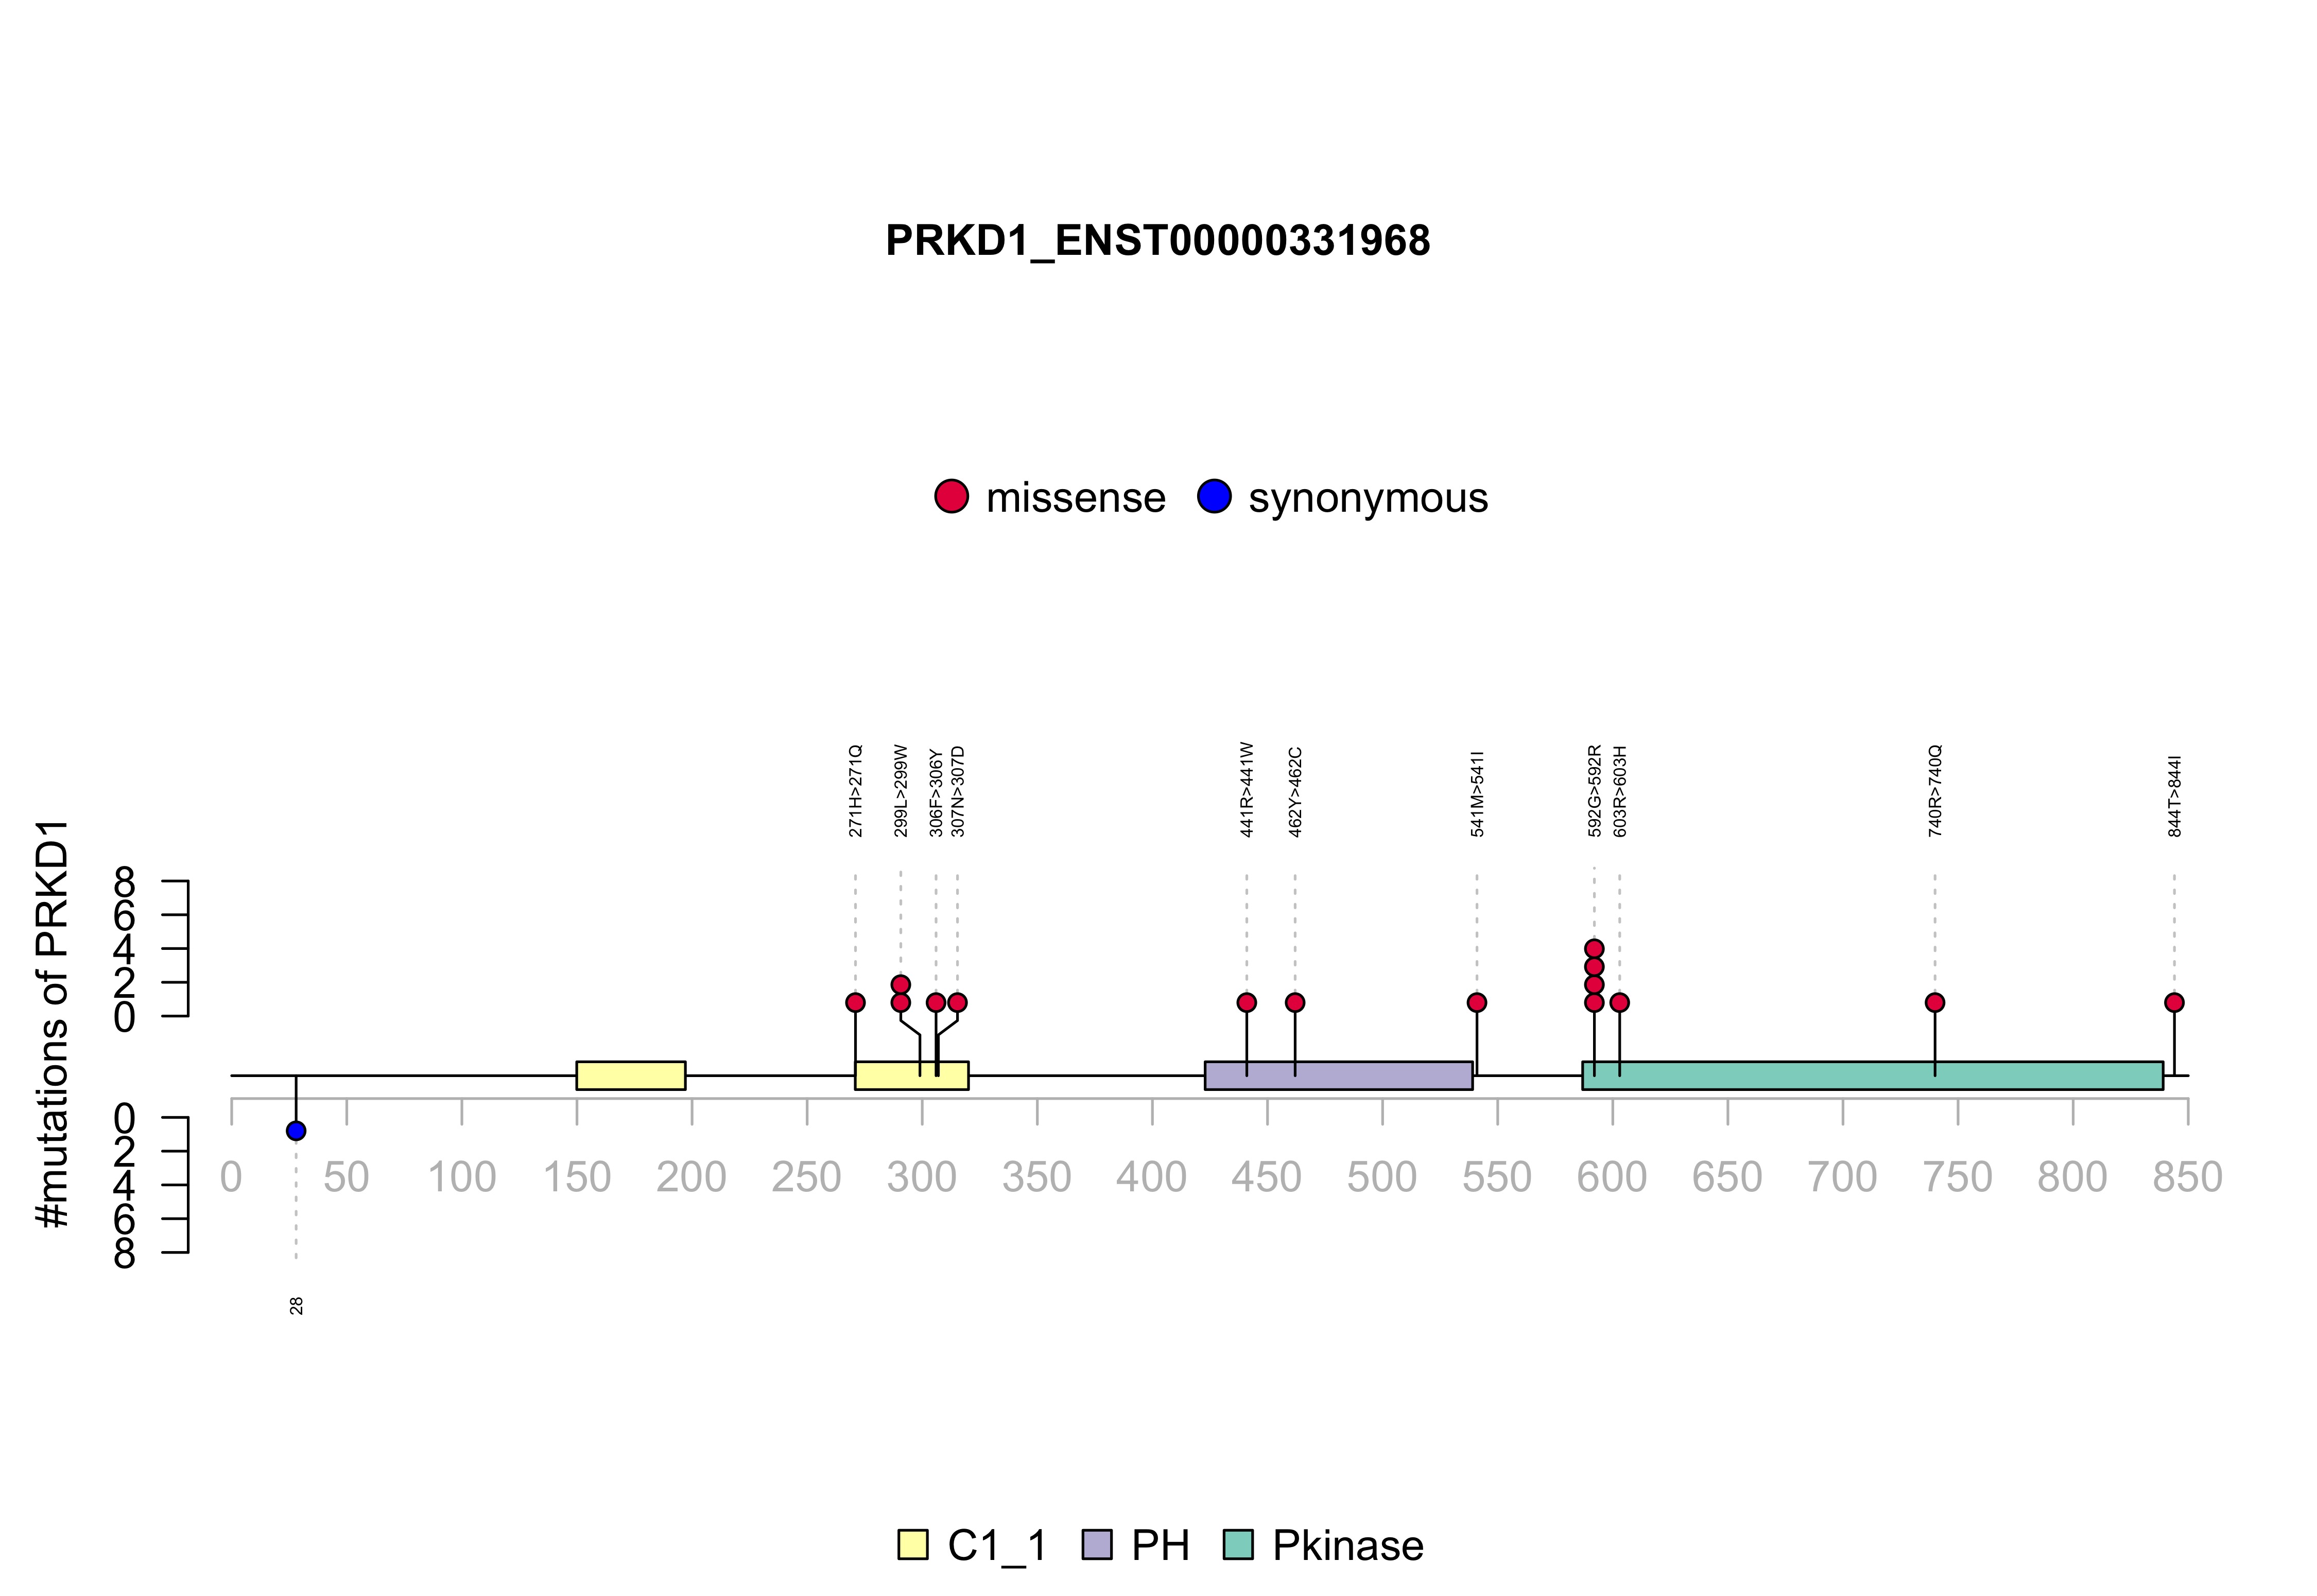 PRKD1_ENST00000331968
missense synonymous
271H>271Q
299L>299W
306F>306Y
307N>307D
441R>441W
462Y>462C
541M>541I
592G>592R
603R>603H
740R>740Q
844T>844I
#mutations of PRKD1
8
6
4
2
0
0
2
4
6
8
0 50 100 150 200 250 300 350 400 450 500 550 600 650 700 750 800 850
28
C1_1 PH Pkinase